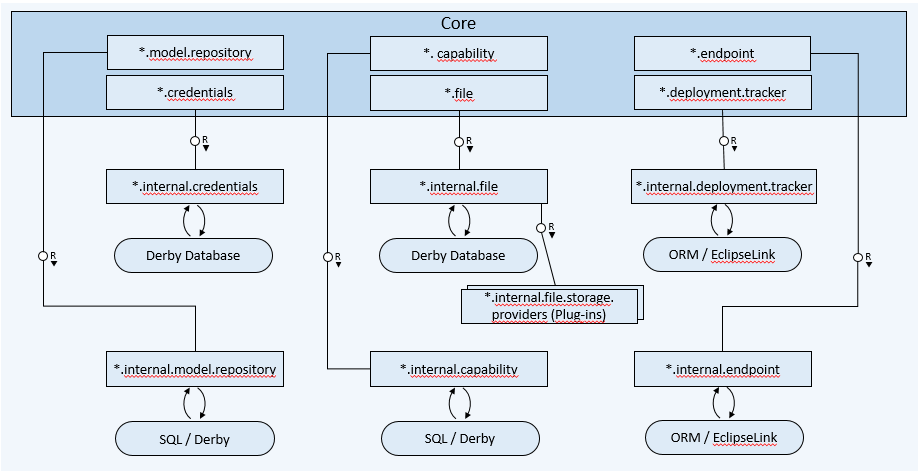 Core
*.model.repository
*. capability
*.endpoint
*.credentials
*.file
*.deployment.tracker
R
R
R
*.internal.credentials
*.internal.file
*.internal.deployment.tracker
Derby Database
Derby Database
ORM / EclipseLink
R
R
R
R
*.internal.file.storage.
providers (Plug-ins)
*.internal.model.repository
*.internal.capability
*.internal.endpoint
SQL / Derby
SQL / Derby
ORM / EclipseLink